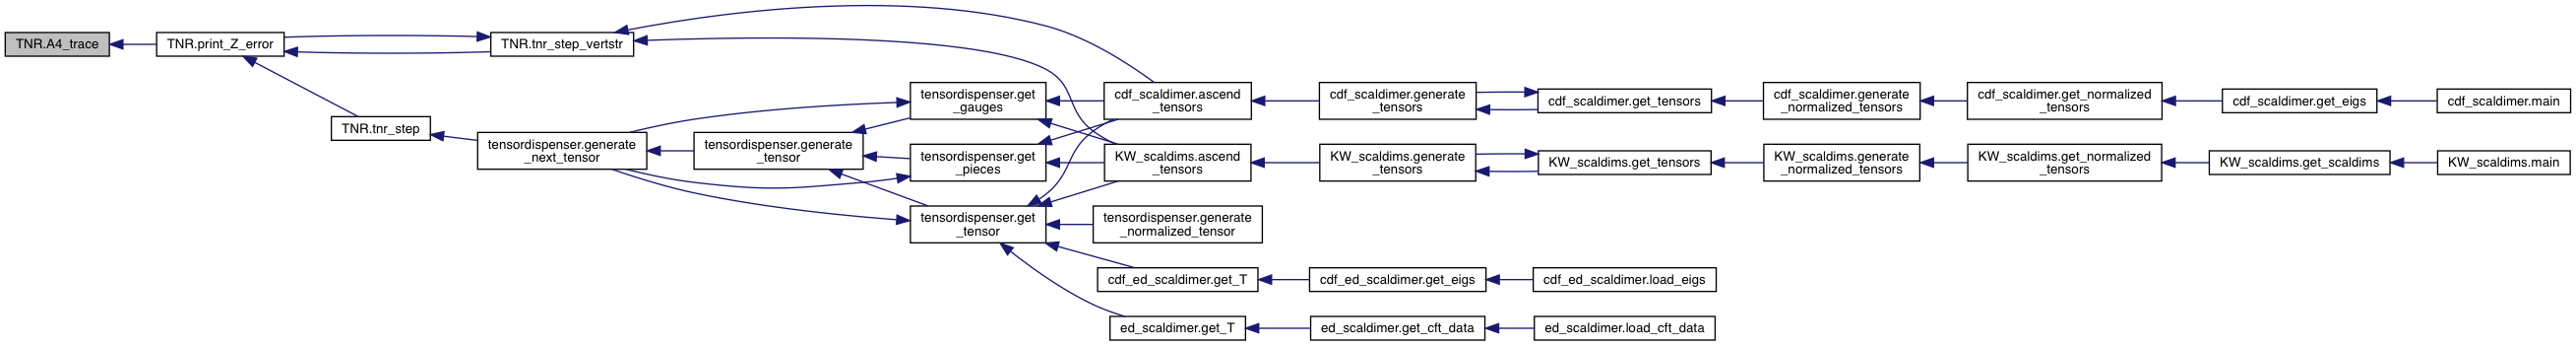 TNR.A4_trace
TNR.print_Z_error
TNR.tnr_step_vertstr
TNR.tnr_step
tensordispenser.generate
_next_tensor
tensordispenser.generate
_tensor
tensordispenser.get
_gauges
tensordispenser.get
_pieces
tensordispenser.get
_tensor
cdf_scaldimer.ascend
_tensors
cdf_scaldimer.generate
_tensors
cdf_scaldimer.get_tensors
cdf_scaldimer.generate
_normalized_tensors
cdf_scaldimer.get_normalized
_tensors
cdf_scaldimer.get_eigs
cdf_scaldimer.main
KW_scaldims.ascend
_tensors
KW_scaldims.generate
_tensors
KW_scaldims.get_tensors
KW_scaldims.generate
_normalized_tensors
KW_scaldims.get_normalized
_tensors
KW_scaldims.get_scaldims
KW_scaldims.main
tensordispenser.generate
_normalized_tensor
cdf_ed_scaldimer.get_T
cdf_ed_scaldimer.get_eigs
cdf_ed_scaldimer.load_eigs
ed_scaldimer.get_T
ed_scaldimer.get_cft_data
ed_scaldimer.load_cft_data